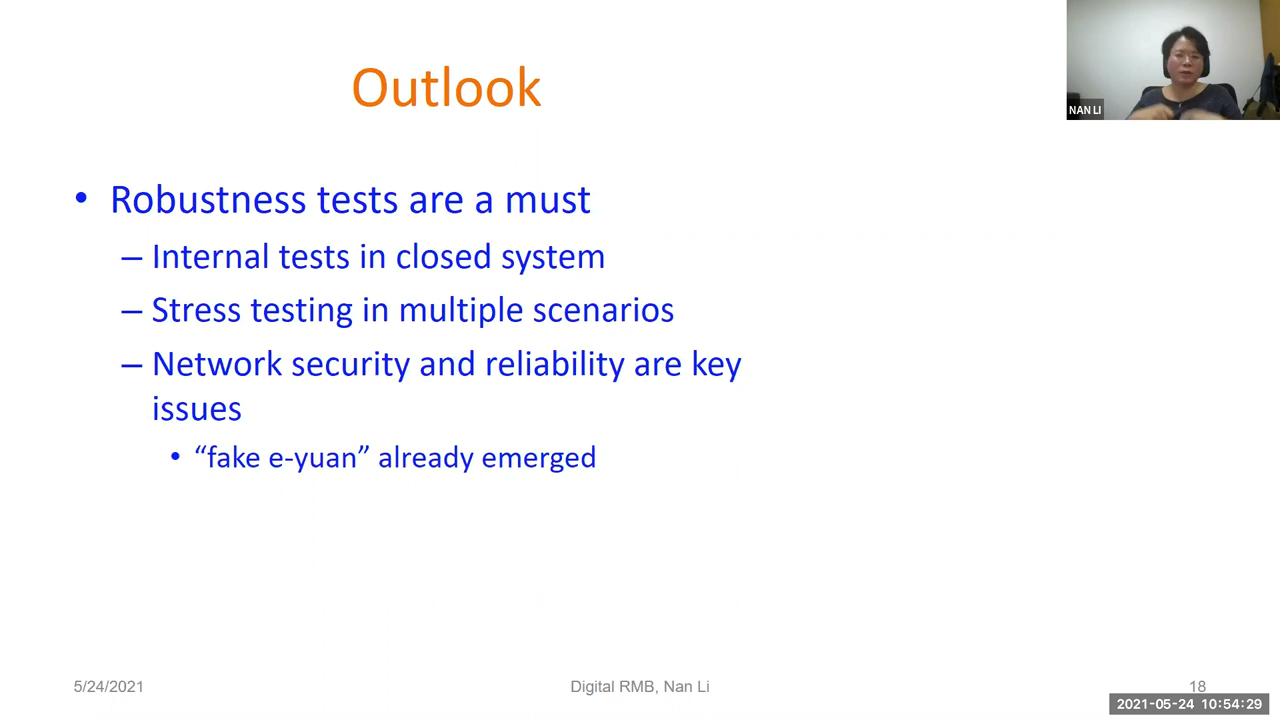 Outlook
NAN LI
• Robustness tests are a must
– Internal tests in closed system
– Stress testing in multiple scenarios
– Network security and reliability are key
issues
• “fake e-yuan” already emerged
5/24/2021
Digital RMB, Nan Li
18
2021-05-24 10:54:29